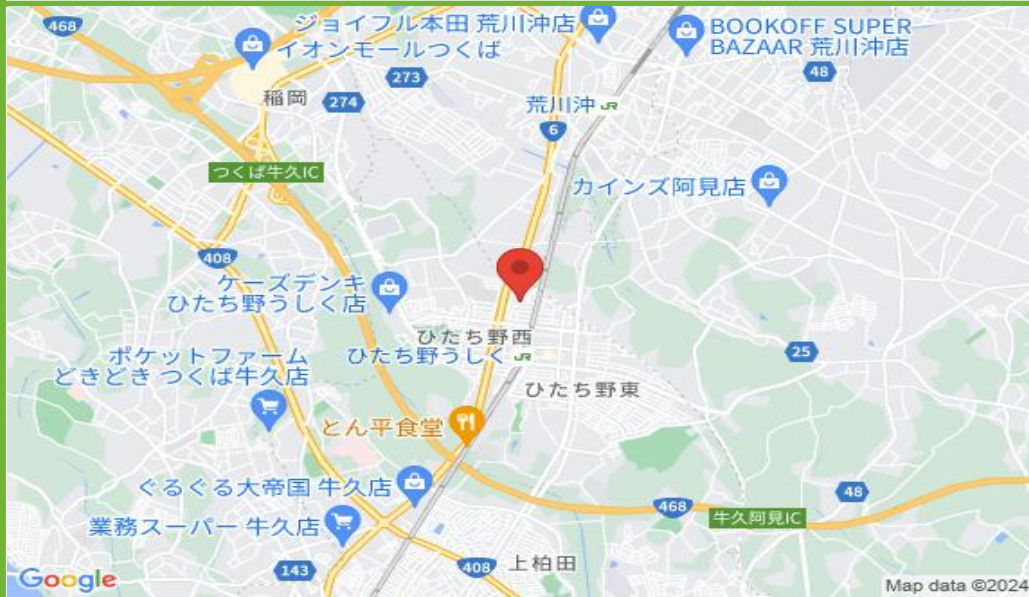 468
ジョイフル本田 荒川沖店
イオンモールつくば
BOOKOFF SUPER
BAZAAR 荒川沖店
48
273
稲岡
274
荒川沖 JR
6
つくば牛久IC
カインズ阿見店
408
ケーズデンキ
ひたち野うしく店
ひたち野西
ひたち野うしく JR
25
ポケットファーム
どきどき つくば牛久店
ひたち野東
とん平食堂
ぐるぐる大帝国 牛久店
48
468
牛久阿見IC
業務スーパー 牛久店
143
408
上柏田
Google
Map data ©2024